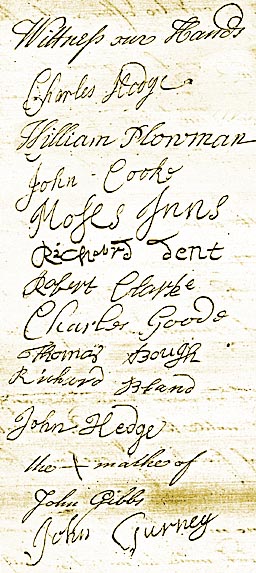 Wittness our Hands
Charles Hodge
William Plowman
John Cooke
Moses Inns
Richard Dent
Robert Clarke
Charles Goode
Thomas Bough
Richard Bland
John Hedge
the + marke of
John Gibbs
John Gurney